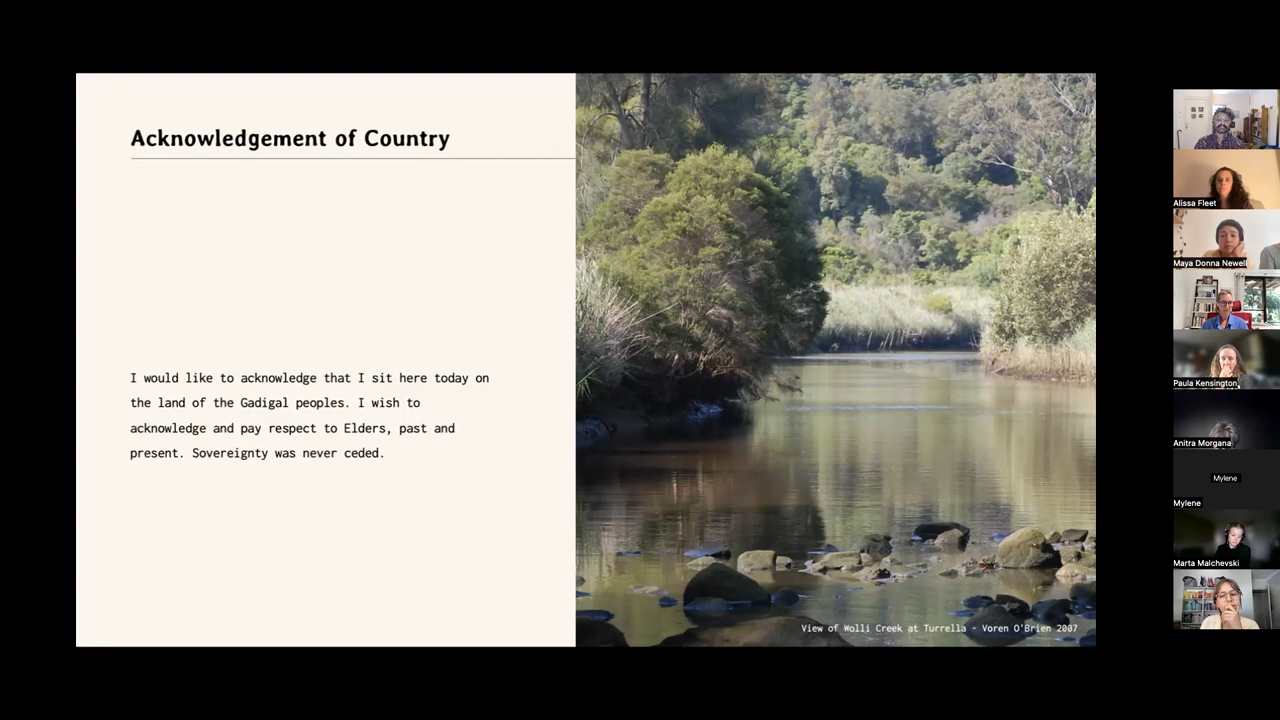 Acknowledgement of Country
I would like to acknowledge that I sit here today on
the land of the Gadigal peoples. I wish to
acknowledge and pay respect to Elders, past and
present. Sovereignty was never ceded.
View of Wolli Creek at Turrella - Voren O'Brien 2007
Alissa Fleet
Maya Donna Newell
Paula Kensington
Anitra Morgana
Mylene
Mylene
Marta Malchevski